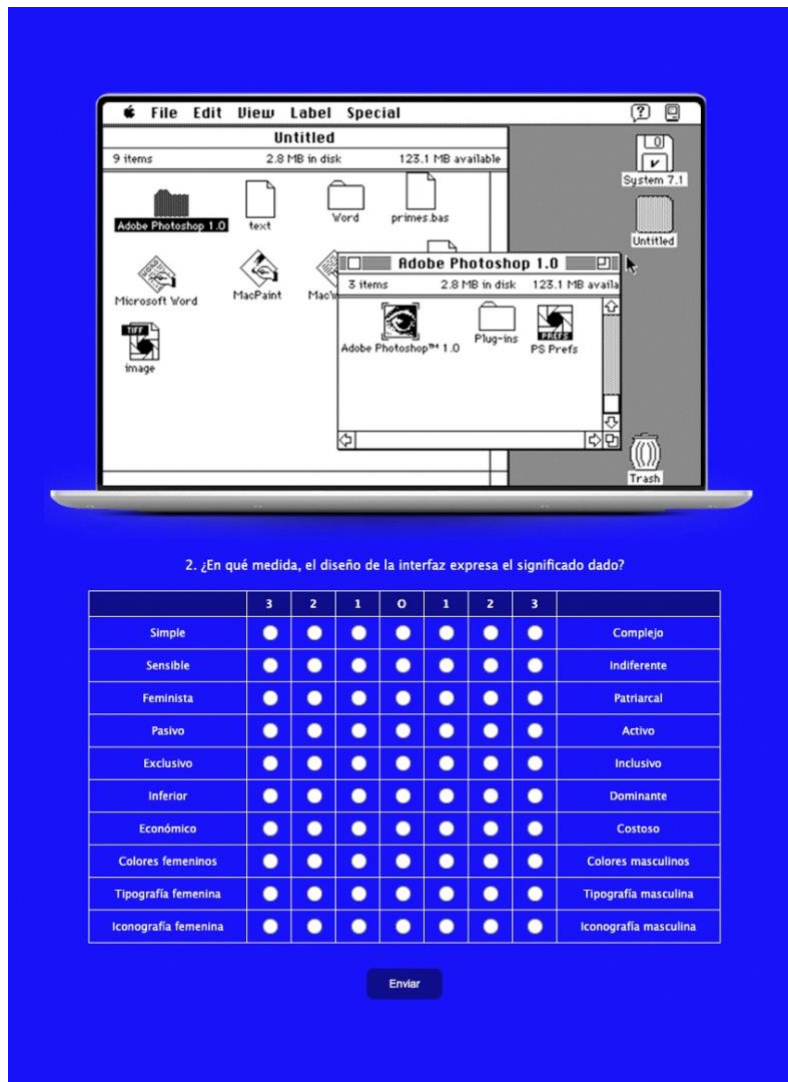 File Edit View Label Special
Untitled
9 items 2.8 MB in disk 123.1 MB available
System 7.1
Adobe Photoshop 1.0 text Word primes.bas
Untitled
Adobe Photoshop 1.0
3 items 2.8 MB in disk 123.1 MB availa
Microsoft Word MacPaint
TIFF
PREFS
Adobe Photoshop™ 1.0 Plug-ins PS Prefs
image
Trash
2. ¿En qué medida, el diseño de la interfaz expresa el significado dado?
3 2 1 0 1 2 3
Simple Complejo
Sensible Indiferente
Feminista Patriarcal
Pasivo Activo
Exclusivo Inclusivo
Inferior Dominante
Económico Costoso
Colores femeninos Colores masculinos
Tipografía femenina Tipografía masculina
Iconografía femenina Iconografía masculina
Enviar